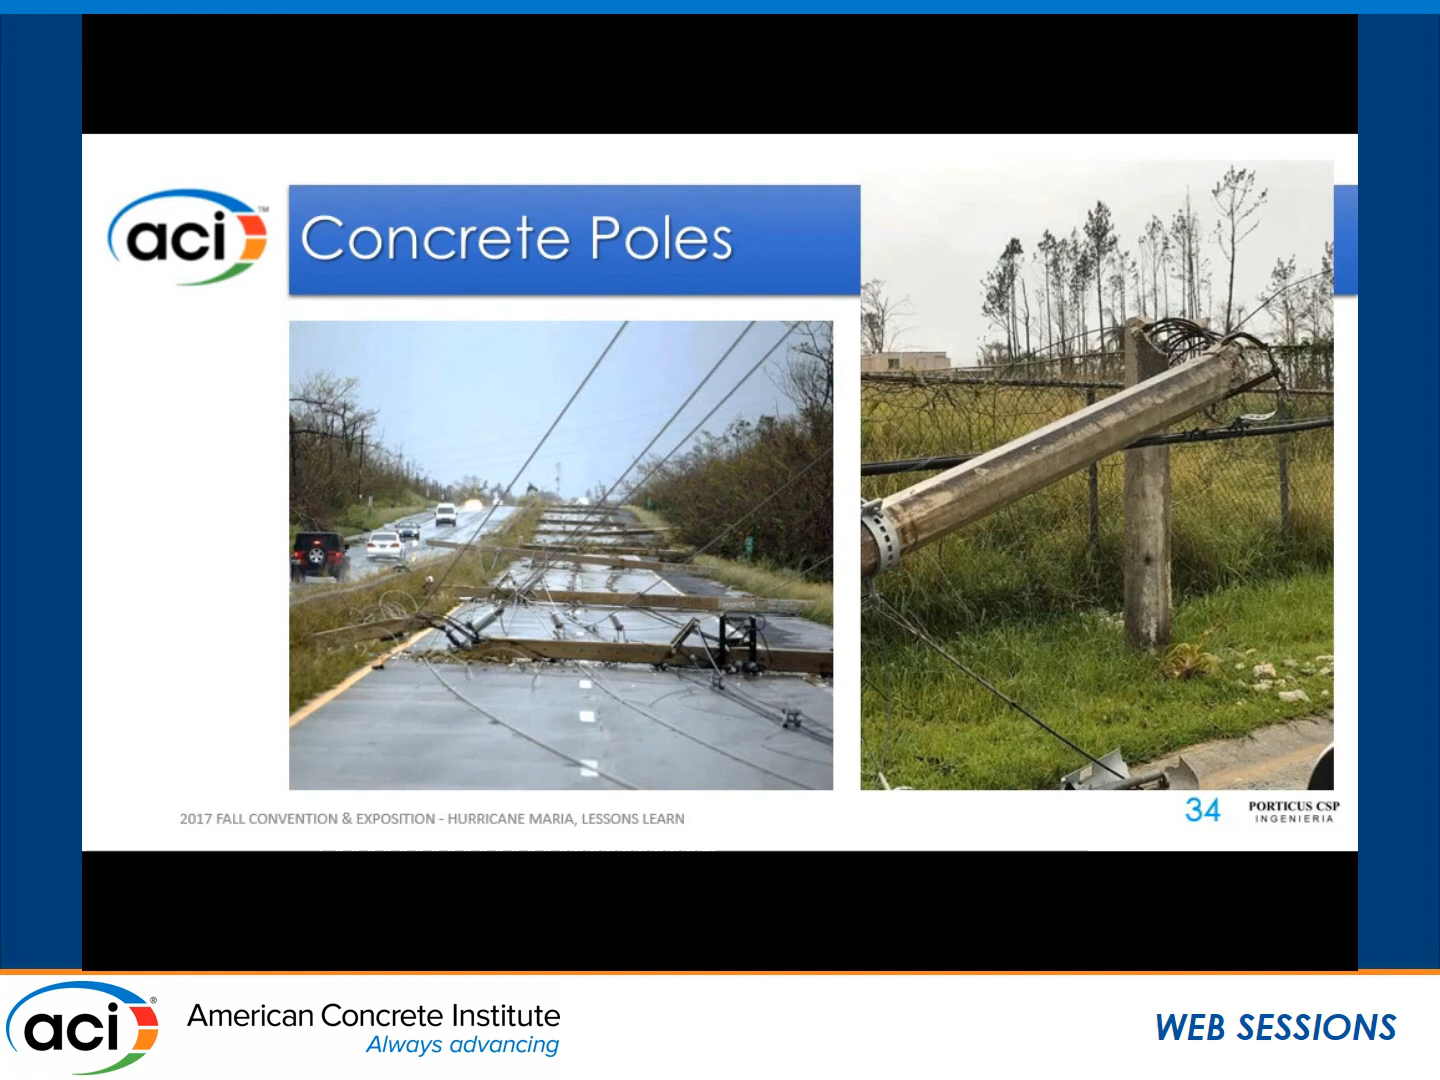 aci™
Concrete Poles
2017 FALL CONVENTION & EXPOSITION - HURRICANE MARIA, LESSONS LEARN
34
PORTICUS CSP
INGENIERIA
aci®
American Concrete Institute
Always advancing
WEB SESSIONS